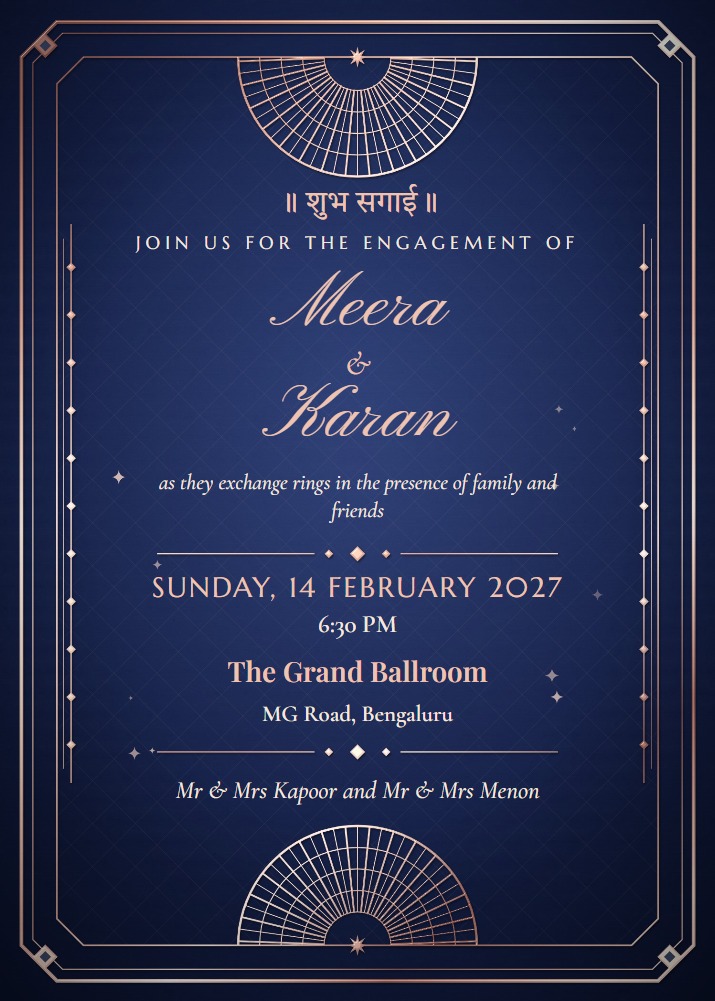 ॥ शुभ सगाई ॥
JOIN US FOR THE ENGAGEMENT OF
Meera
&
Karan
as they exchange rings in the presence of family and
friends
SUNDAY, 14 FEBRUARY 2027
6:30 PM
The Grand Ballroom
MG Road, Bengaluru
Mr & Mrs Kapoor and Mr & Mrs Menon